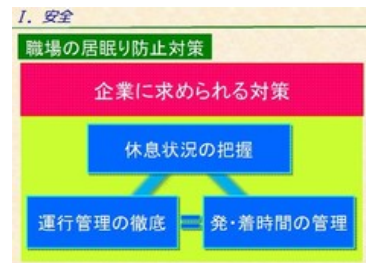 I. 安全
職場の居眠り防止対策
企業に求められる対策
休息状況の把握
運行管理の徹底
発・着時間の管理